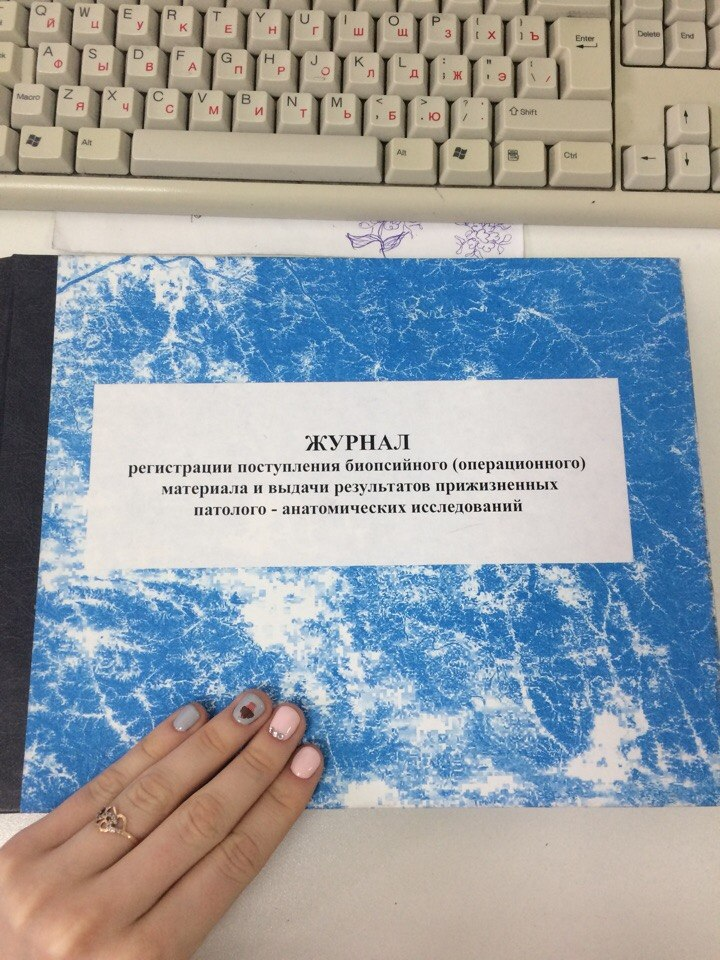 Q Й W Ц E У R К T Е Y Н U Г I Ш O Щ P З { [ Х } ] Ъ Enter Delete End
A Ф S Ы D В F А G П H Р J О K Л L Д : ; Ж " ' Э | \ /
Macro Z Я X Ч C С V М B И N Т M Ь < , Б > . Ю ? / . Shift
Alt Alt Ctrl
ЖУРНАЛ
регистрации поступления биопсийного (операционного)
материала и выдачи результатов прижизненных
патолого - анатомических исследований